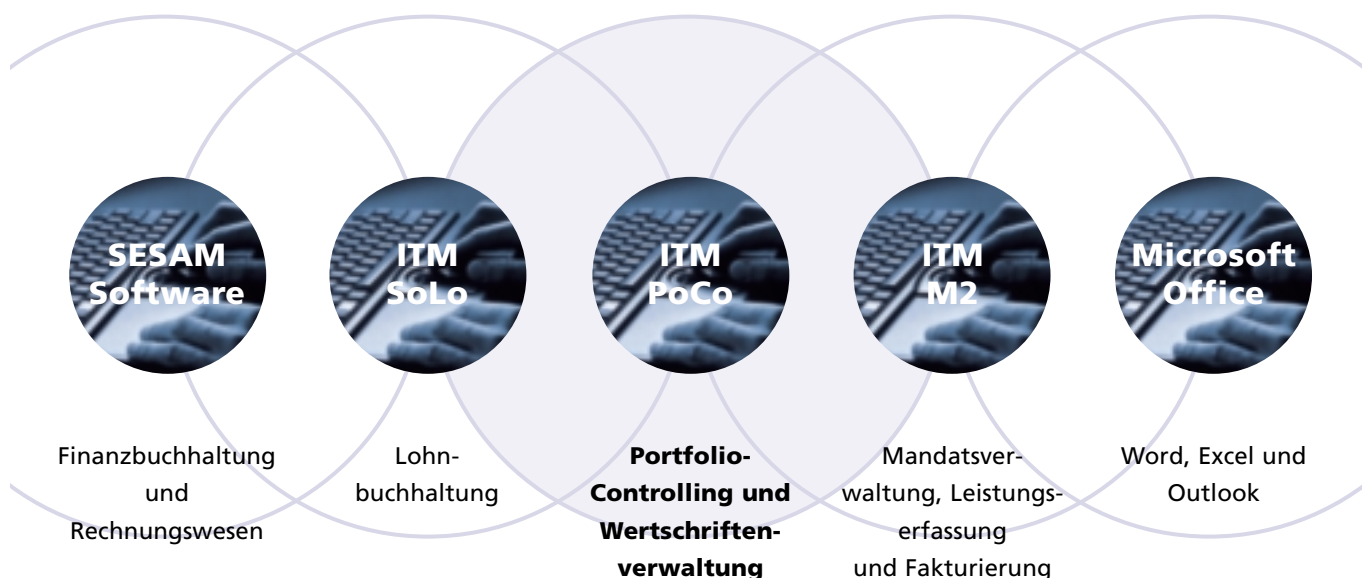 SESAM
Software
ITM
SoLo
ITM
PoCo
ITM
M2
Microsoft
Office
Finanzbuchhaltung
und
Rechnungswesen
Lohn-
buchhaltung
Portfolio-
Controlling und
Wertschriften-
verwaltung
Mandatsver-
waltung, Leistungs-
erfassung
und Fakturierung
Word, Excel und
Outlook